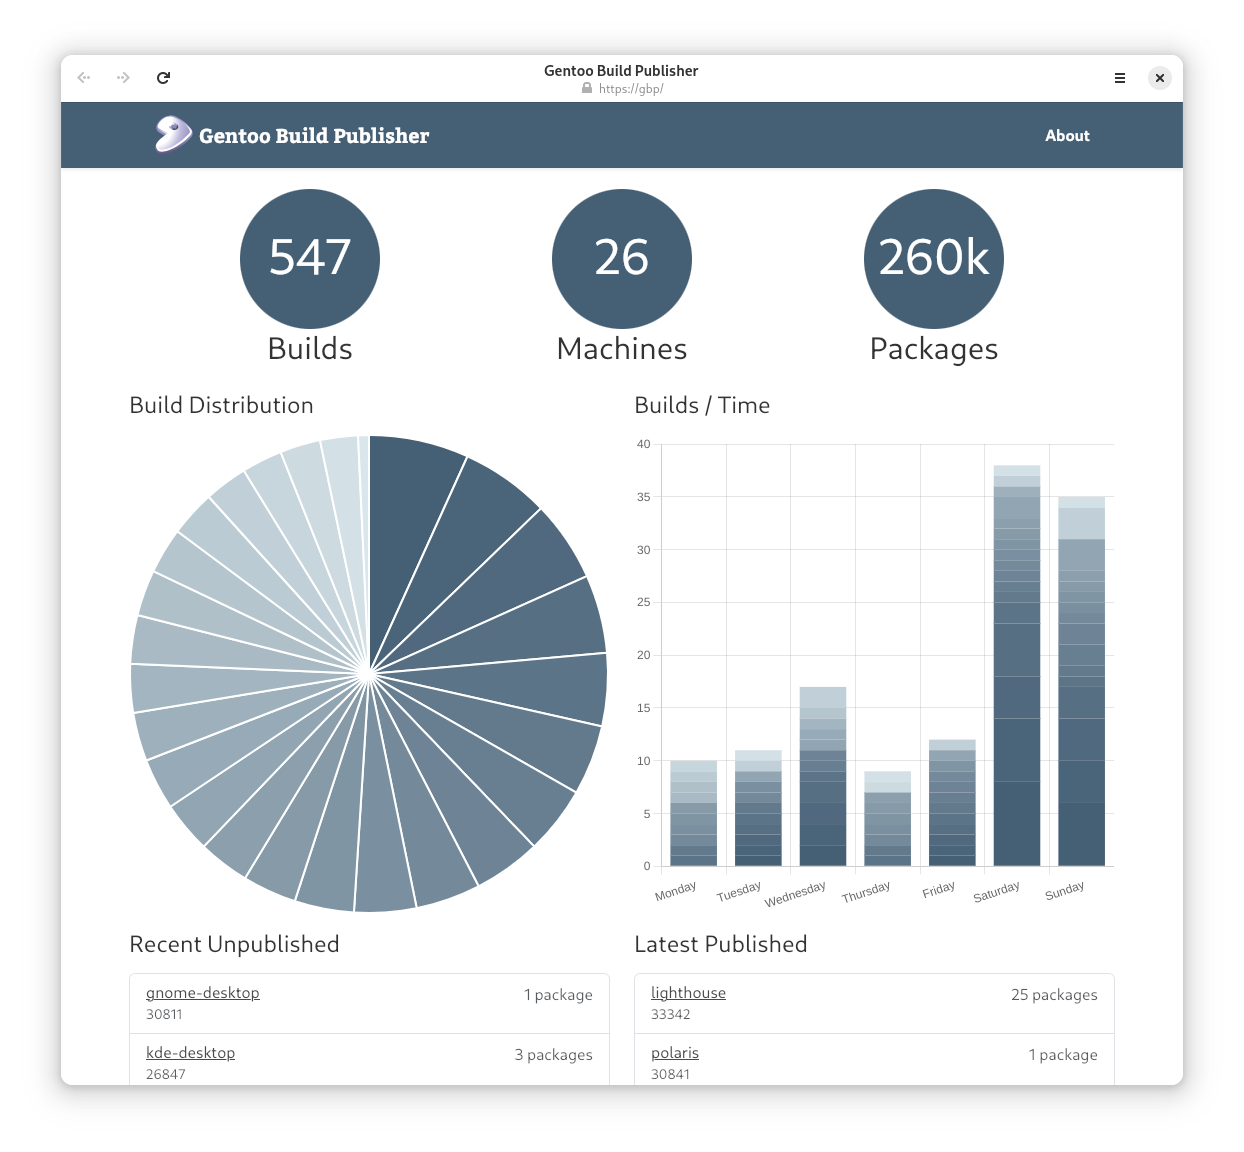 Gentoo Build Publisher
https://gbp/
Gentoo Build Publisher
About
547
26
260k
Builds
Machines
Packages
Build Distribution
Builds / Time
40
35
30
25
20
15
10
5
0
Monday
Tuesday
Wednesday
Thursday
Friday
Saturday
Sunday
Recent Unpublished
gnome-desktop
1 package
30811
kde-desktop
3 packages
26847
Latest Published
lighthouse
25 packages
33342
polaris
1 package
30841